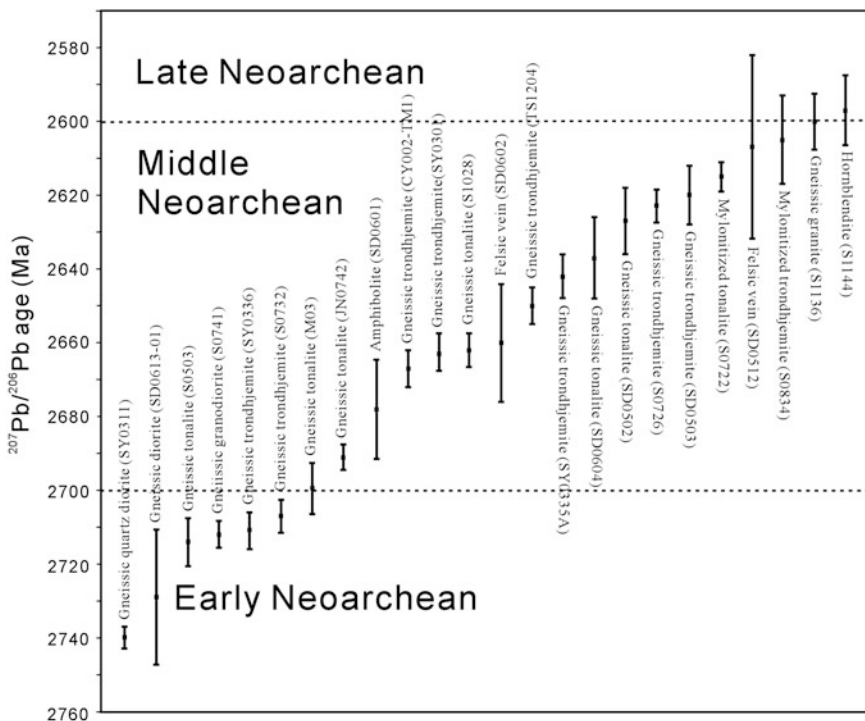 2580
2600
2620
2640
2660
2680
2700
2720
2740
2760
207Pb/206Pb age (Ma)
Late Neoarchean
Middle
Neoarchean
Early Neoarchean
Gneissic quartz diorite (SY0311)
Gneissic diorite (SD0613-01)
Gneissic tonalite (S0503)
Gneiissic granodiorite (S0741)
Gneissic trondhjemite (SY0336)
Gneissic trondhjemite (S0732)
Gneissic tonalite (M03)
Gneissic tonalite (JN0742)
Amphibolite (SD0601)
Gneissic trondhjemite (CY002-TM1)
Gneissic trondhjemite(SY0301)
Gneissic tonalite (S1028)
Felsic vein (SD0602)
Gneissic trondhjemite (TS1204)
Gneissic trondhjemite (SY0335A)
Gneissic tonalite (SD0604)
Gneissic tonalite (SD0502)
Gneissic trondhjemite (S0726)
Gneissic trondhjemite (SD0503)
Mylonitized tonalite (S0722)
Felsic vein (SD0512)
Mylonitized trondhjemite (S0834)
Gneissic granite (S1136)
Hornblendite (S1144)